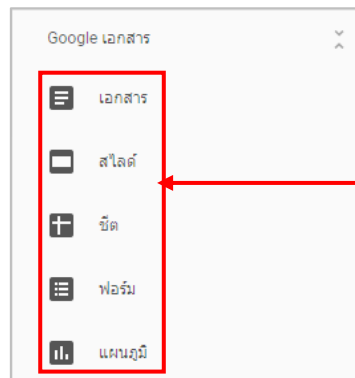 Google เอกสาร
เอกสาร
สไลด์
ชีต
ฟอร์ม
แผนภูมิ